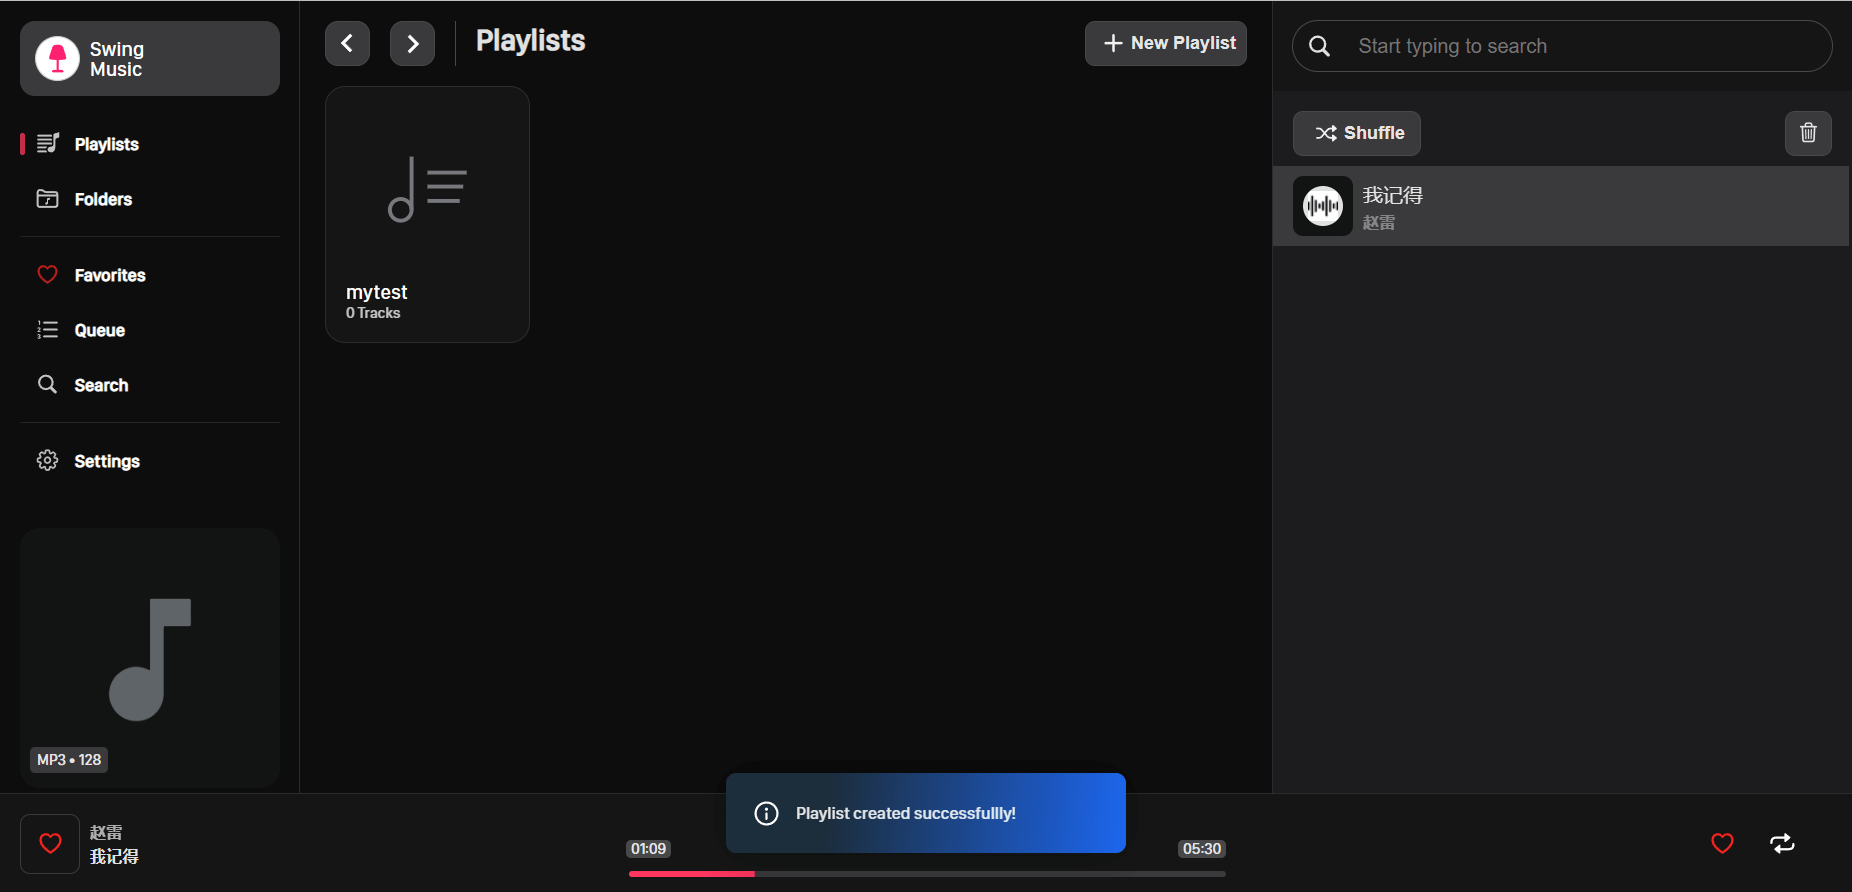 Swing
Music
Playlists
Folders
Favorites
Queue
Search
Settings
MP3 • 128
Playlists
New Playlist
mytest
0 Tracks
Start typing to search
Shuffle
我记得
赵雷
Playlist created successfullly!
赵雷
我记得
01:09
05:30